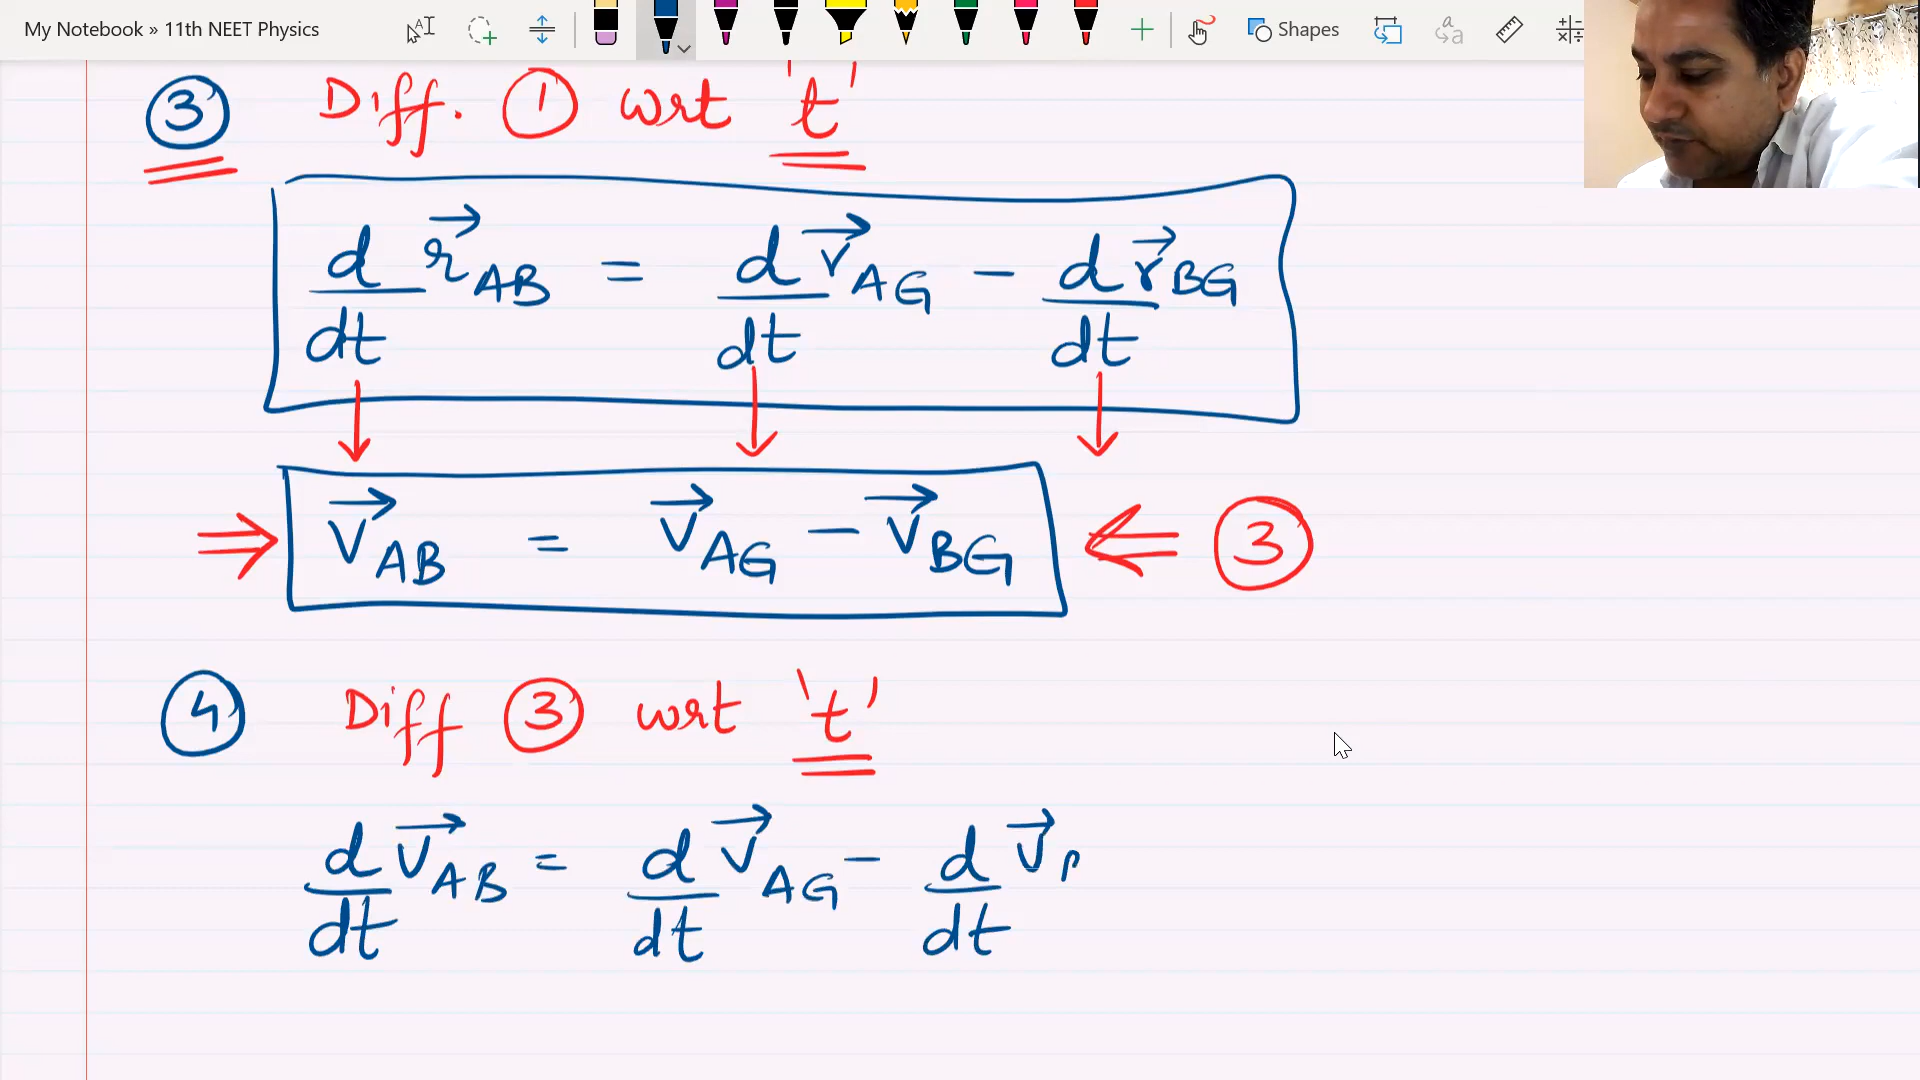 My Notebook » 11th NEET Physics
Shapes
③ Diff. ① wrt 't'
d/dt r⃗AB = d/dt r⃗AG − d/dt r⃗BG
⇒ V⃗AB = V⃗AG − V⃗BG ⇐ ③
④ Diff ③ wrt 't'
d/dt V⃗AB = d/dt V⃗AG − d/dt V⃗